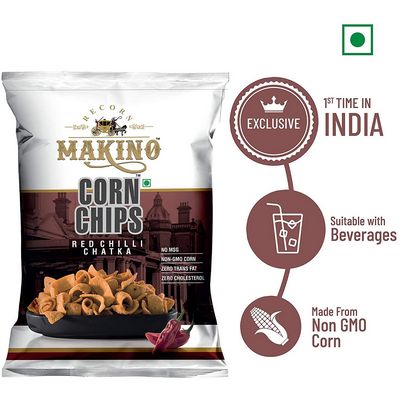 RECORN
MAKINO™
CORN
CHIPS
RED CHILLI
CHATKA
NO MSG
NON-GMO CORN
ZERO TRANS FAT
ZERO CHOLESTEROL
EXCLUSIVE
1ST TIME IN
INDIA
Suitable with
Beverages
Made From
Non GMO
Corn